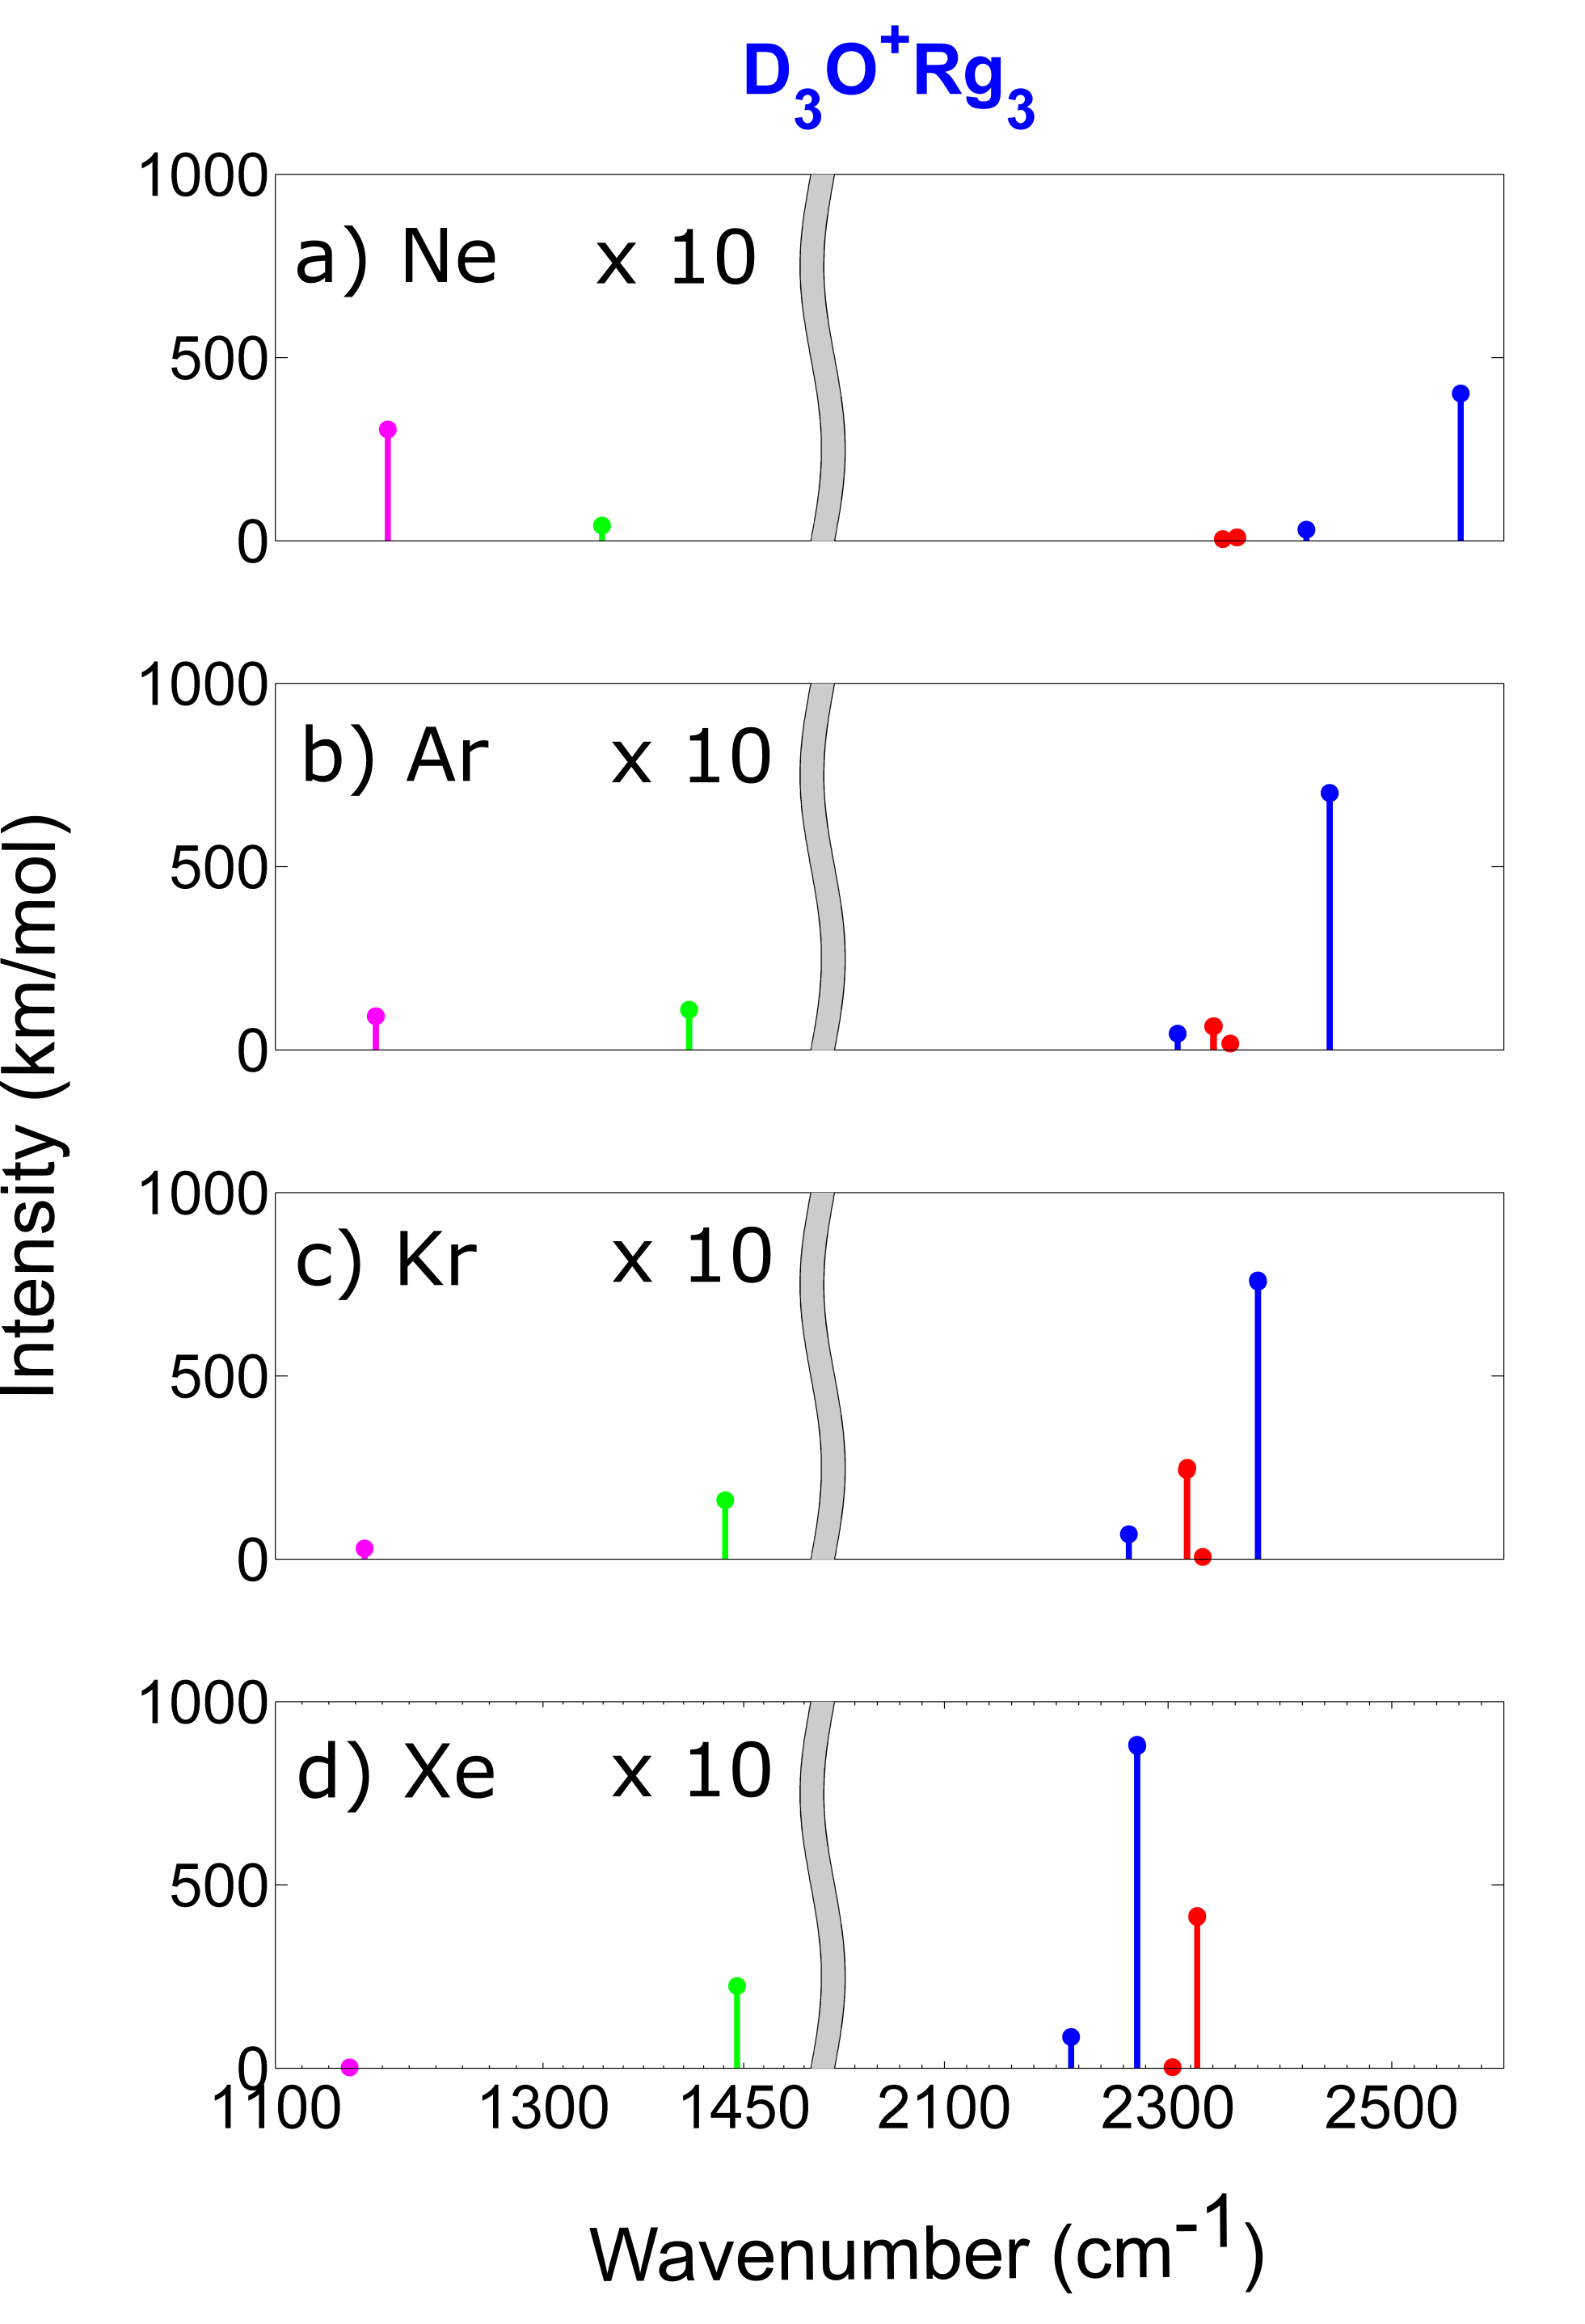 D₃O⁺Rg₃
1000
a) Ne x 10
500
0
1000
b) Ar x 10
500
0
Intensity (km/mol)
1000
c) Kr x 10
500
0
1000
d) Xe x 10
500
0
1100 1300 1450 2100 2300 2500
Wavenumber (cm⁻¹)